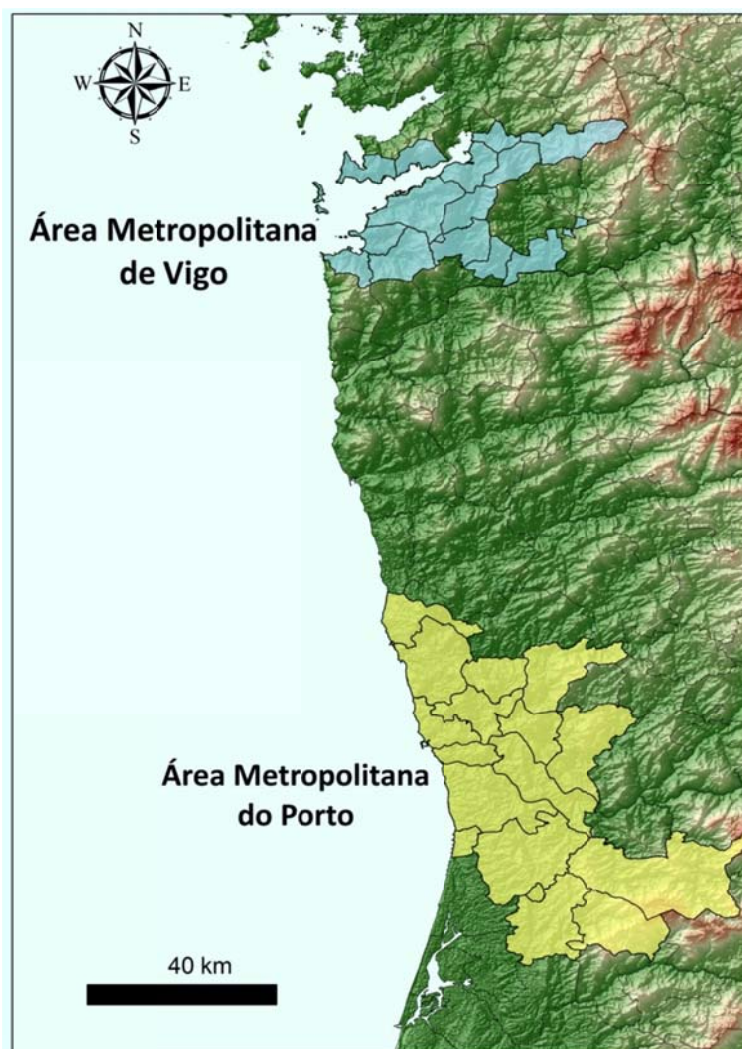 N
W E
S
Área Metropolitana
de Vigo
Área Metropolitana
do Porto
40 km